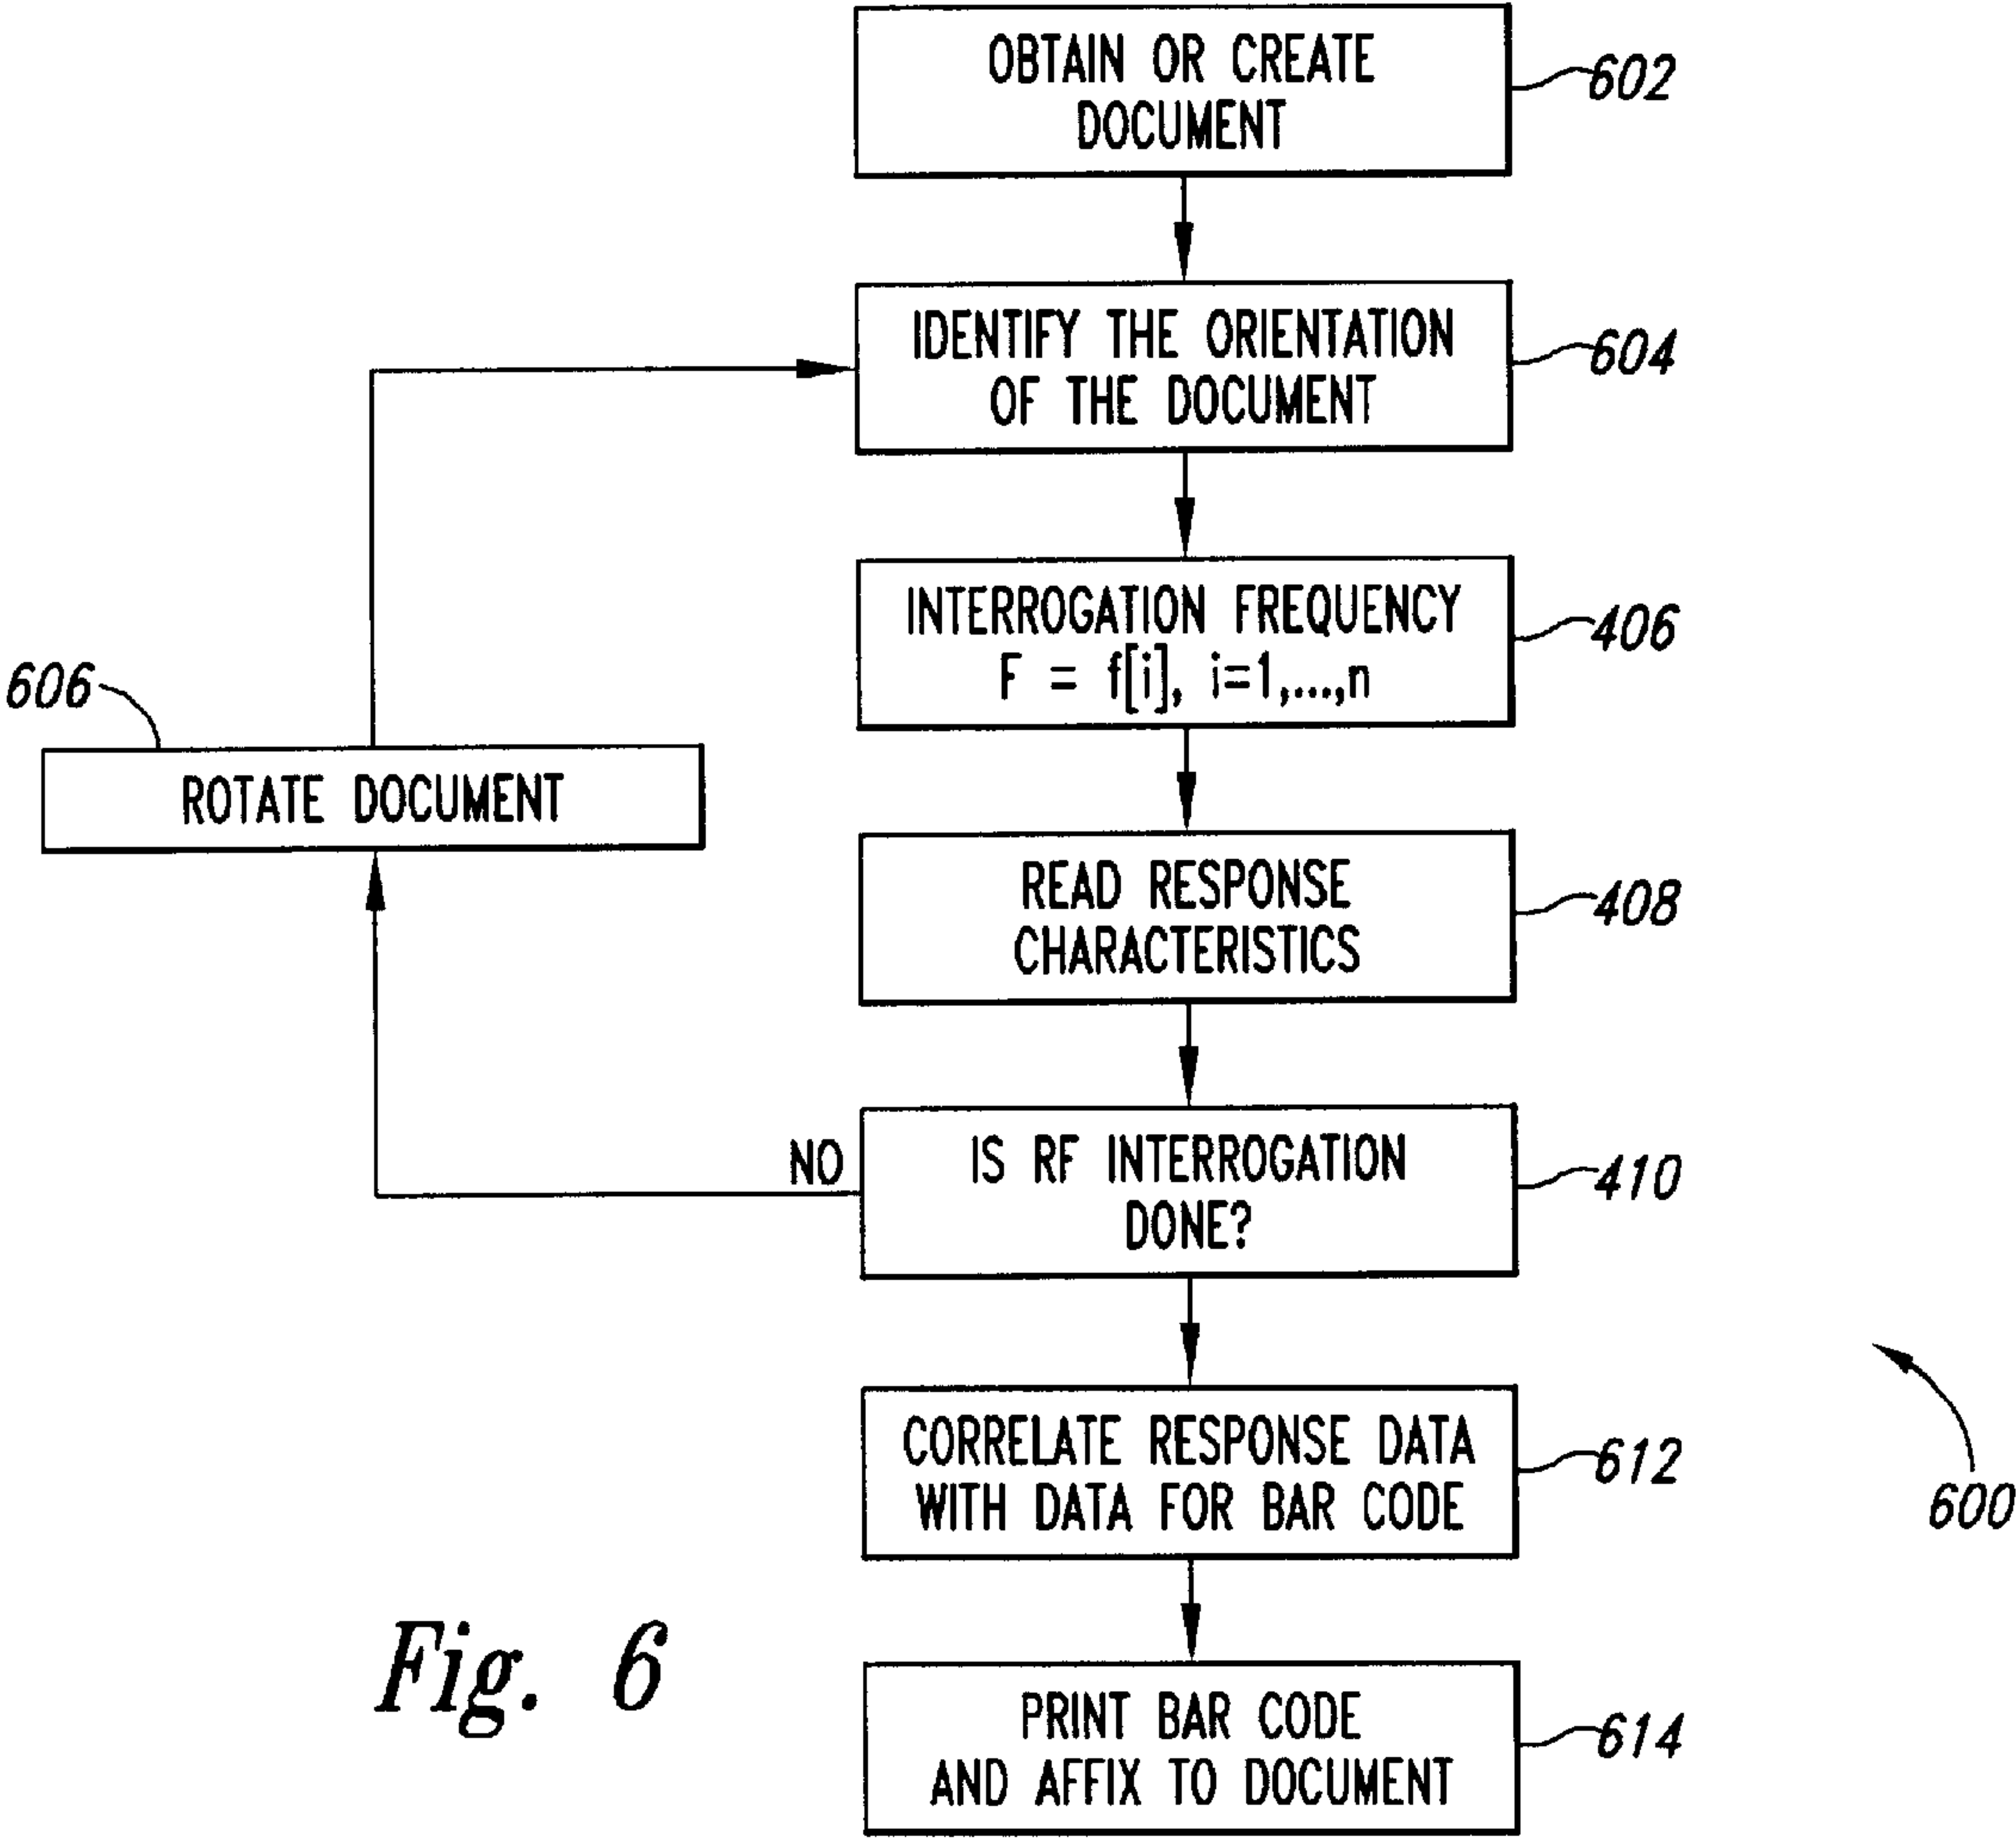 OBTAIN OR CREATE
DOCUMENT
602
IDENTIFY THE ORIENTATION
OF THE DOCUMENT
604
INTERROGATION FREQUENCY
F = f[i], i=1,...,n
406
606
ROTATE DOCUMENT
READ RESPONSE
CHARACTERISTICS
408
NO
IS RF INTERROGATION
DONE?
410
CORRELATE RESPONSE DATA
WITH DATA FOR BAR CODE
612
600
PRINT BAR CODE
AND AFFIX TO DOCUMENT
614
Fig. 6